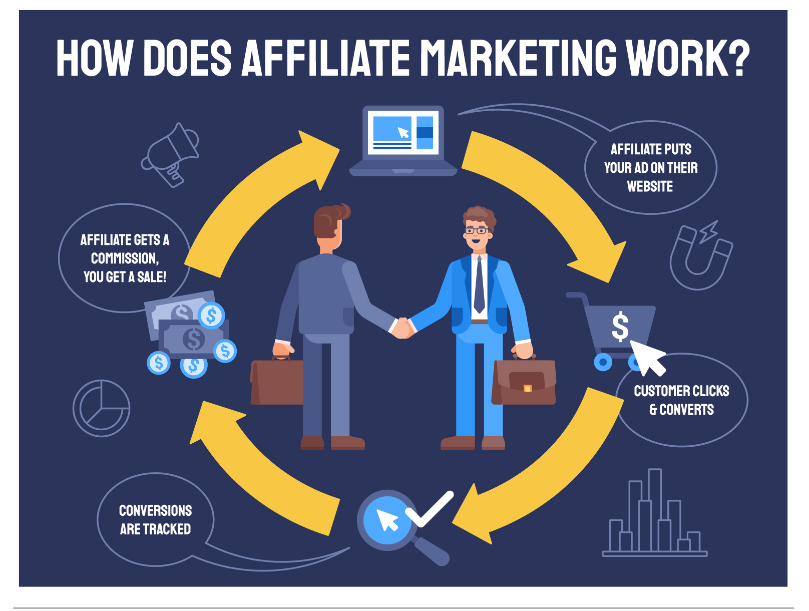 HOW DOES AFFILIATE MARKETING WORK?
AFFILIATE PUTS
YOUR AD ON THEIR
WEBSITE
$
CUSTOMER CLICKS
& CONVERTS
CONVERSIONS
ARE TRACKED
AFFILIATE GETS A
COMMISSION,
YOU GET A SALE!
$
$
$
$
$
$